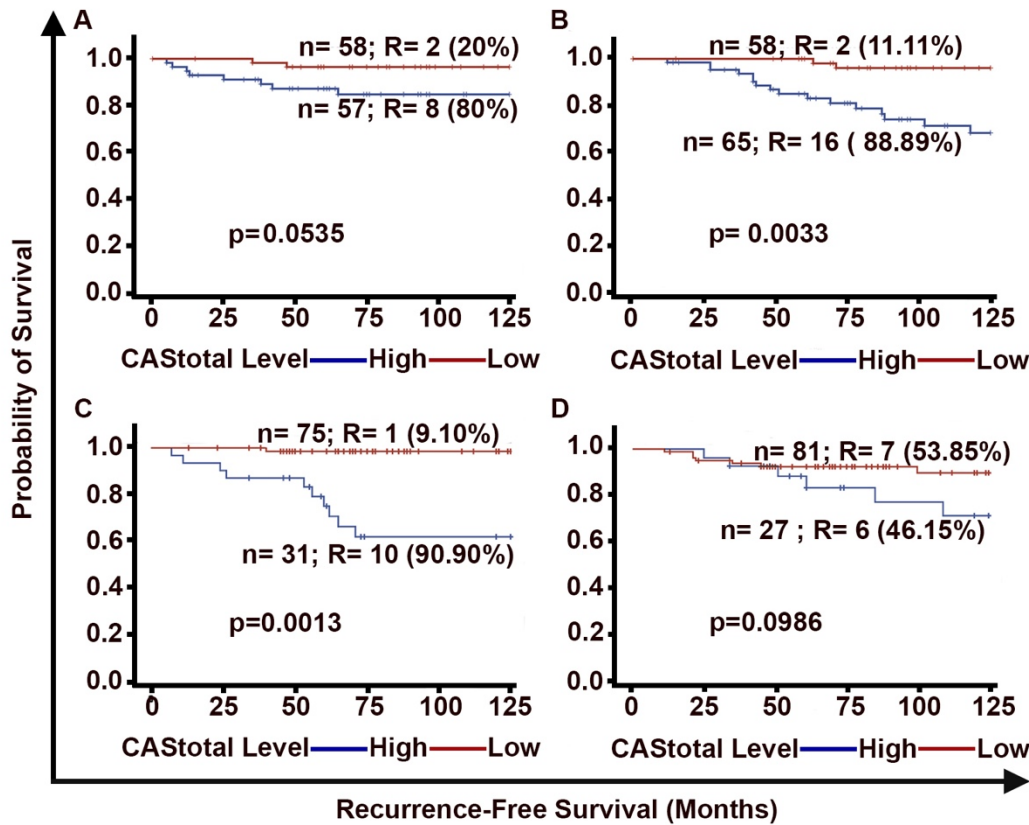 A
1.0
0.8
0.6
0.4
0.2
0.0
n= 58; R= 2 (20%)
n= 57; R= 8 (80%)
p=0.0535
0 25 50 75 100 125
CAStotal Level High Low
B
1.0
0.8
0.6
0.4
0.2
0.0
n= 58; R= 2 (11.11%)
n= 65; R= 16 ( 88.89%)
p= 0.0033
0 25 50 75 100 125
CAStotal Level High Low
C
1.0
0.8
0.6
0.4
0.2
0.0
n= 75; R= 1 (9.10%)
n= 31; R= 10 (90.90%)
p=0.0013
0 25 50 75 100 125
CAStotal Level High Low
D
1.0
0.8
0.6
0.4
0.2
0.0
n= 81; R= 7 (53.85%)
n= 27 ; R= 6 (46.15%)
p=0.0986
0 25 50 75 100 125
CAStotal Level High Low
Probability of Survival
Recurrence-Free Survival (Months)